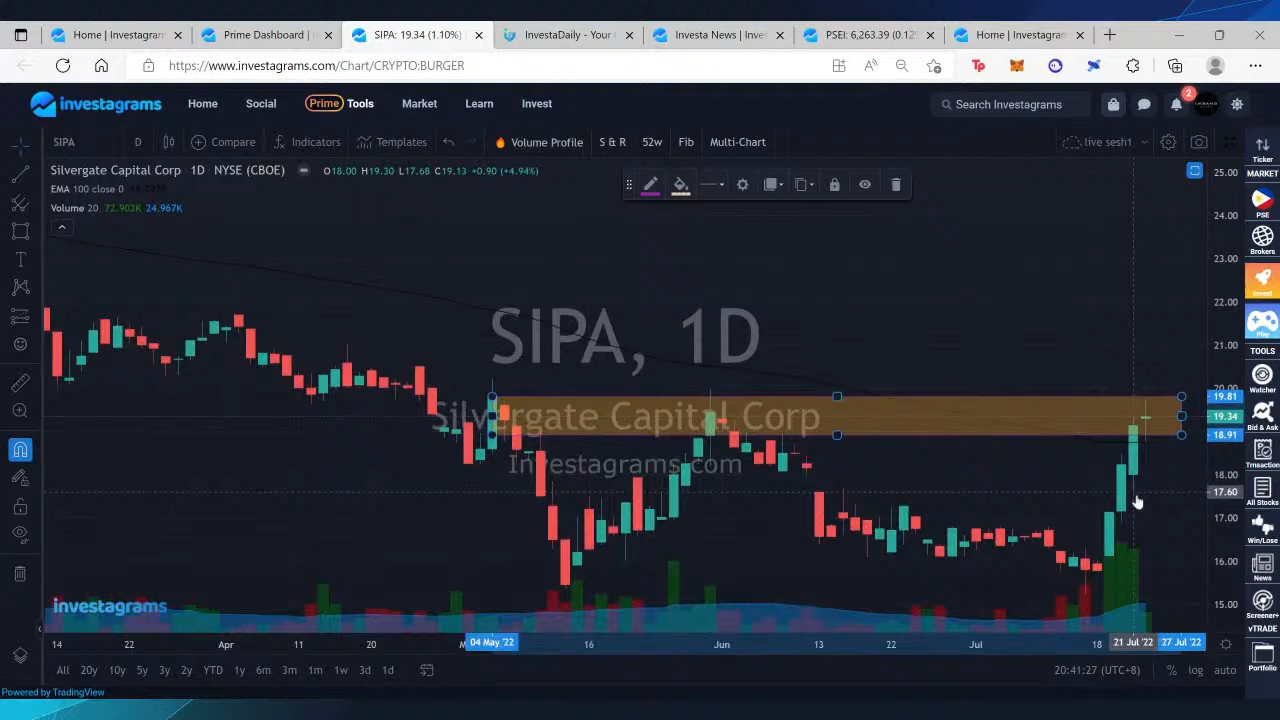 Home | Investagram
Prime Dashboard |
SIPA: 19.34 (1.10%)
InvestaDaily - Your
Investa News | Inve
PSEI: 6,263.39 (0.12
Home | Instagran
https://www.investagrams.com/Chart/CRYPTO:BURGER
investagrams
Home
Social
Prime Tools
Market
Learn
Invest
Search Investagrams
2
SIPA
D
Compare
Indicators
Templates
Volume Profile
S & R
52w
Fib
Multi-Chart
live sesh1
Ticker
Silvergate Capital Corp 1D NYSE (CBOE)
O18.00 H19.30 L17.68 C19.13 +0.90 (+4.94%)
EMA 100 close 0
Volume 20 72.903K 24.967K
MARKET
PSE
Brokers
Invest
Play
TOOLS
Watcher
Bid & Ask
Trnsaction
All Stocks
Win/Lose
News
Screener+
vTRADE
Portfolio
25.00
24.00
23.00
22.00
21.00
20.00
19.81
19.34
18.91
18.00
17.60
17.00
16.00
15.00
SIPA, 1D
Silvergate Capital Corp
Investagrams.com
investagrams
14
22
Apr
11
20
04 May '22
16
Jun
13
22
Jul
18
21 Jul '22
27 Jul '22
All
20y
10y
5y
3y
2y
YTD
1y
6m
3m
1m
1w
3d
1d
20:41:27 (UTC+8)
%
log
auto
Powered by TradingView